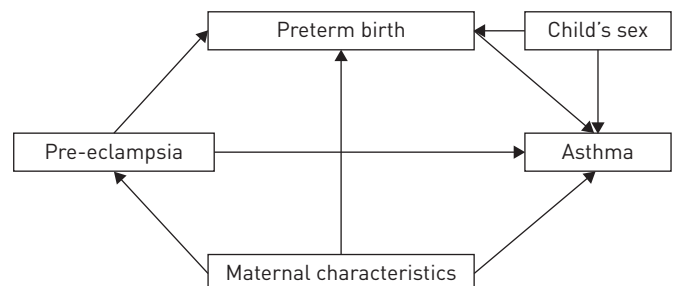 Preterm birth
Child's sex
Pre-eclampsia
Asthma
Maternal characteristics